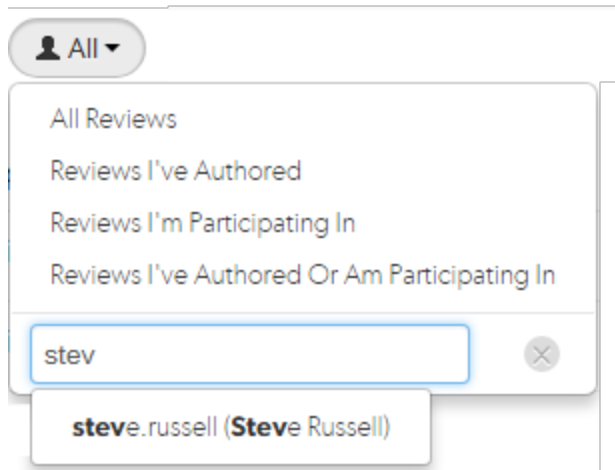 All
All Reviews
Reviews I've Authored
Reviews I'm Participating In
Reviews I've Authored Or Am Participating In
stev
steve.russell (Steve Russell)